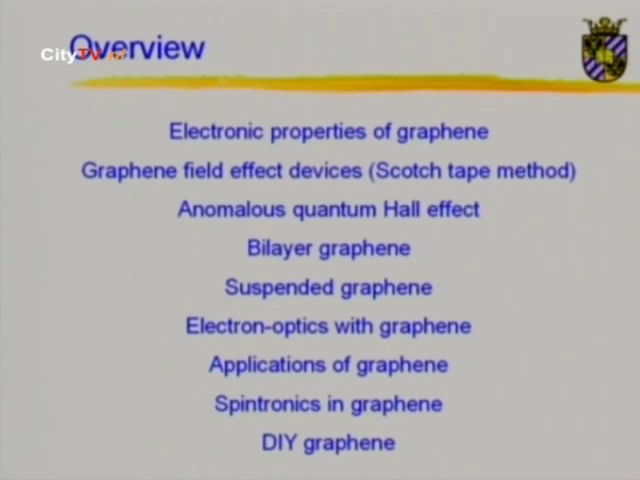 Overview
CityTV.nl
Electronic properties of graphene
Graphene field effect devices (Scotch tape method)
Anomalous quantum Hall effect
Bilayer graphene
Suspended graphene
Electron-optics with graphene
Applications of graphene
Spintronics in graphene
DIY graphene